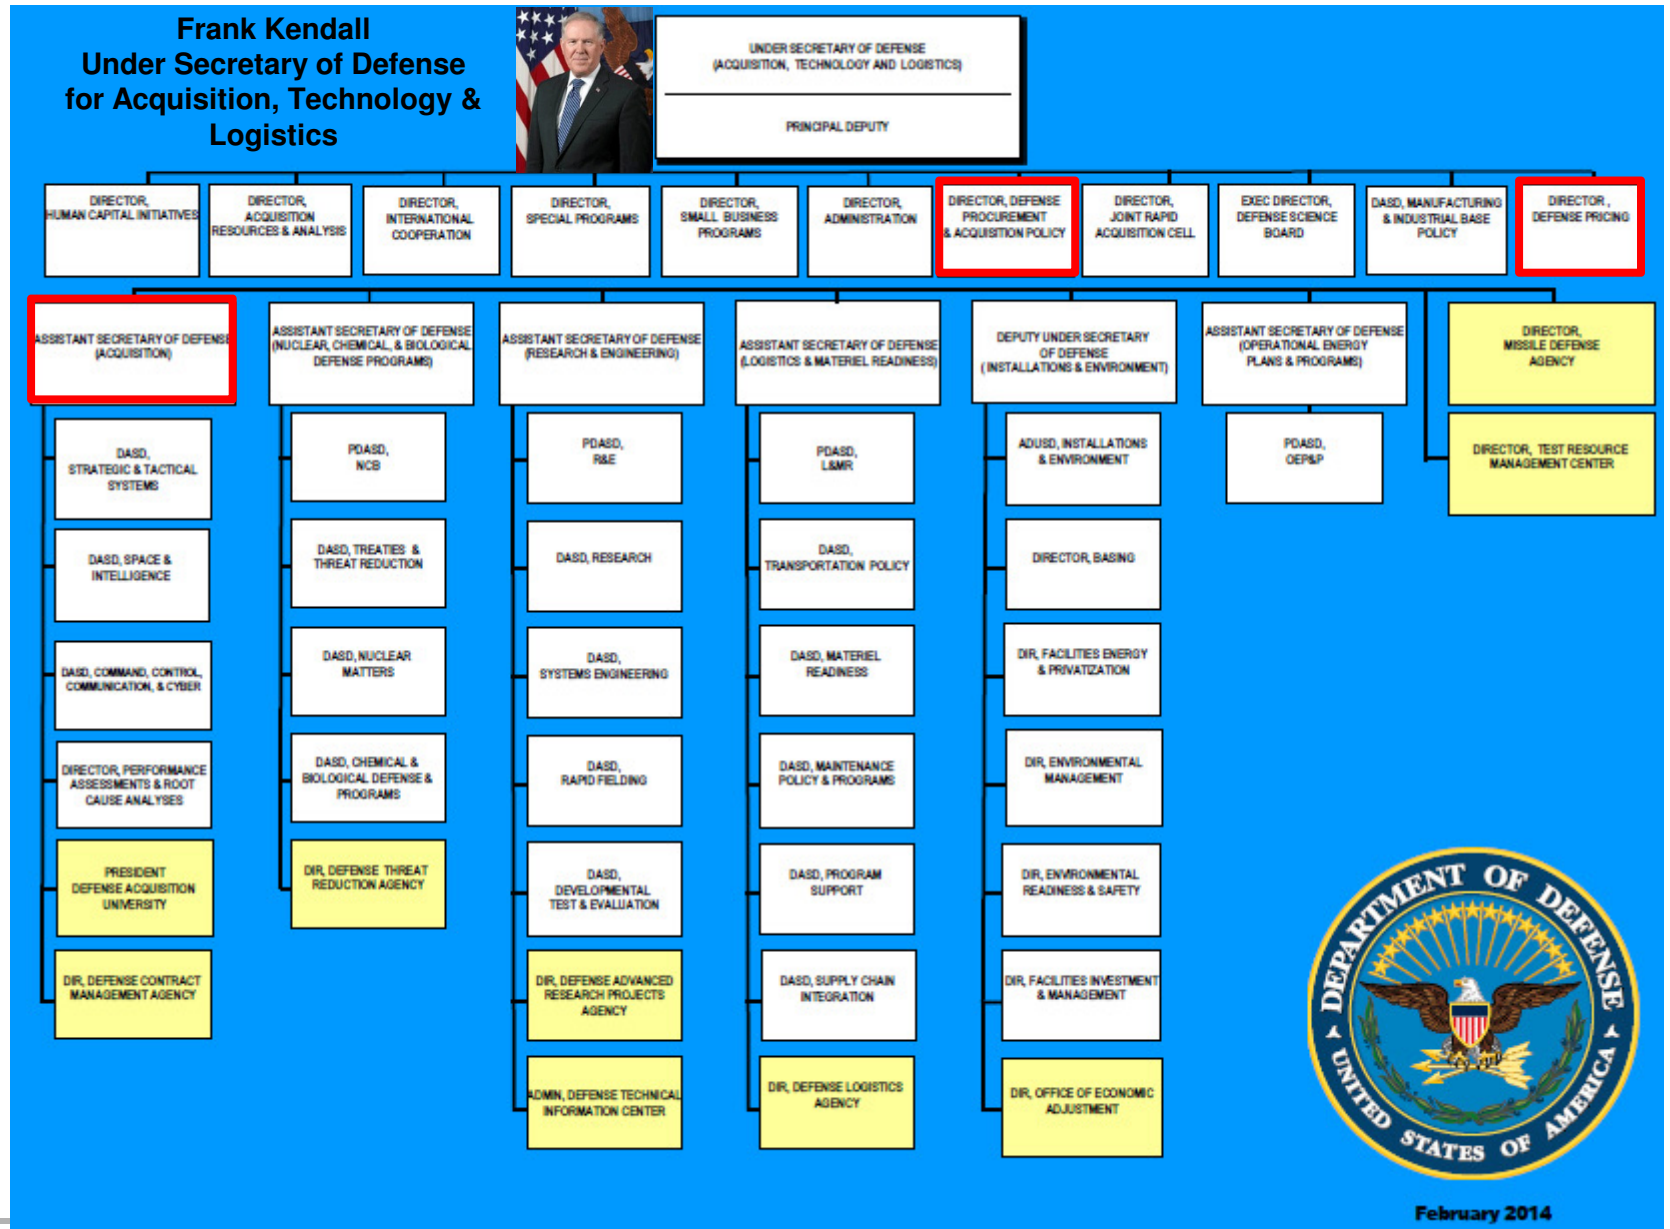 Frank Kendall
Under Secretary of Defense
for Acquisition, Technology &
Logistics
UNDER SECRETARY OF DEFENSE
(ACQUISITION, TECHNOLOGY AND LOGISTICS)
PRINCIPAL DEPUTY
DIRECTOR,
HUMAN CAPITAL INITIATIVES
DIRECTOR,
ACQUISITION
RESOURCES & ANALYSIS
DIRECTOR,
INTERNATIONAL
COOPERATION
DIRECTOR,
SPECIAL PROGRAMS
DIRECTOR,
SMALL BUSINESS
PROGRAMS
DIRECTOR,
ADMINISTRATION
DIRECTOR, DEFENSE
PROCUREMENT
& ACQUISITION POLICY
DIRECTOR,
JOINT RAPID
ACQUISITION CELL
EXEC DIRECTOR,
DEFENSE SCIENCE
BOARD
DASD, MANUFACTURING
& INDUSTRIAL BASE
POLICY
DIRECTOR ,
DEFENSE PRICING
ASSISTANT SECRETARY OF DEFENSE
(ACQUISITION)
ASSISTANT SECRETARY OF DEFENSE
(NUCLEAR, CHEMICAL, & BIOLOGICAL
DEFENSE PROGRAMS)
ASSISTANT SECRETARY OF DEFENSE
(RESEARCH & ENGINEERING)
ASSISTANT SECRETARY OF DEFENSE
(LOGISTICS & MATERIEL READINESS)
DEPUTY UNDER SECRETARY
OF DEFENSE
( INSTALLATIONS & ENVIRONMENT)
ASSISTANT SECRETARY OF DEFENSE
(OPERATIONAL ENERGY
PLANS & PROGRAMS)
DIRECTOR,
MISSILE DEFENSE
AGENCY
DASD,
STRATEGIC & TACTICAL
SYSTEMS
DASD, SPACE &
INTELLIGENCE
DASD, COMMAND, CONTROL,
COMMUNICATION, & CYBER
DIRECTOR, PERFORMANCE
ASSESSMENTS & ROOT
CAUSE ANALYSES
PRESIDENT
DEFENSE ACQUISITION
UNIVERSITY
DIR, DEFENSE CONTRACT
MANAGEMENT AGENCY
PDASD,
NCB
DASD, TREATIES &
THREAT REDUCTION
DASD, NUCLEAR
MATTERS
DASD, CHEMICAL &
BIOLOGICAL DEFENSE &
PROGRAMS
DIR, DEFENSE THREAT
REDUCTION AGENCY
PDASD,
R&E
DASD, RESEARCH
DASD,
SYSTEMS ENGINEERING
DASD,
RAPID FIELDING
DASD,
DEVELOPMENTAL
TEST & EVALUATION
DIR, DEFENSE ADVANCED
RESEARCH PROJECTS
AGENCY
ADMIN, DEFENSE TECHNICAL
INFORMATION CENTER
PDASD,
L&MR
DASD,
TRANSPORTATION POLICY
DASD, MATERIEL
READINESS
DASD, MAINTENANCE
POLICY & PROGRAMS
DASD, PROGRAM
SUPPORT
DASD, SUPPLY CHAIN
INTEGRATION
DIR, DEFENSE LOGISTICS
AGENCY
ADUSD, INSTALLATIONS
& ENVIRONMENT
DIRECTOR, BASING
DIR, FACILITIES ENERGY
& PRIVATIZATION
DIR, ENVIRONMENTAL
MANAGEMENT
DIR, ENVIRONMENTAL
READINESS & SAFETY
DIR, FACILITIES INVESTMENT
& MANAGEMENT
DIR, OFFICE OF ECONOMIC
ADJUSTMENT
PDASD,
OEP&P
DIRECTOR, TEST RESOURCE
MANAGEMENT CENTER
DEPARTMENT OF DEFENSE
UNITED STATES OF AMERICA
February 2014